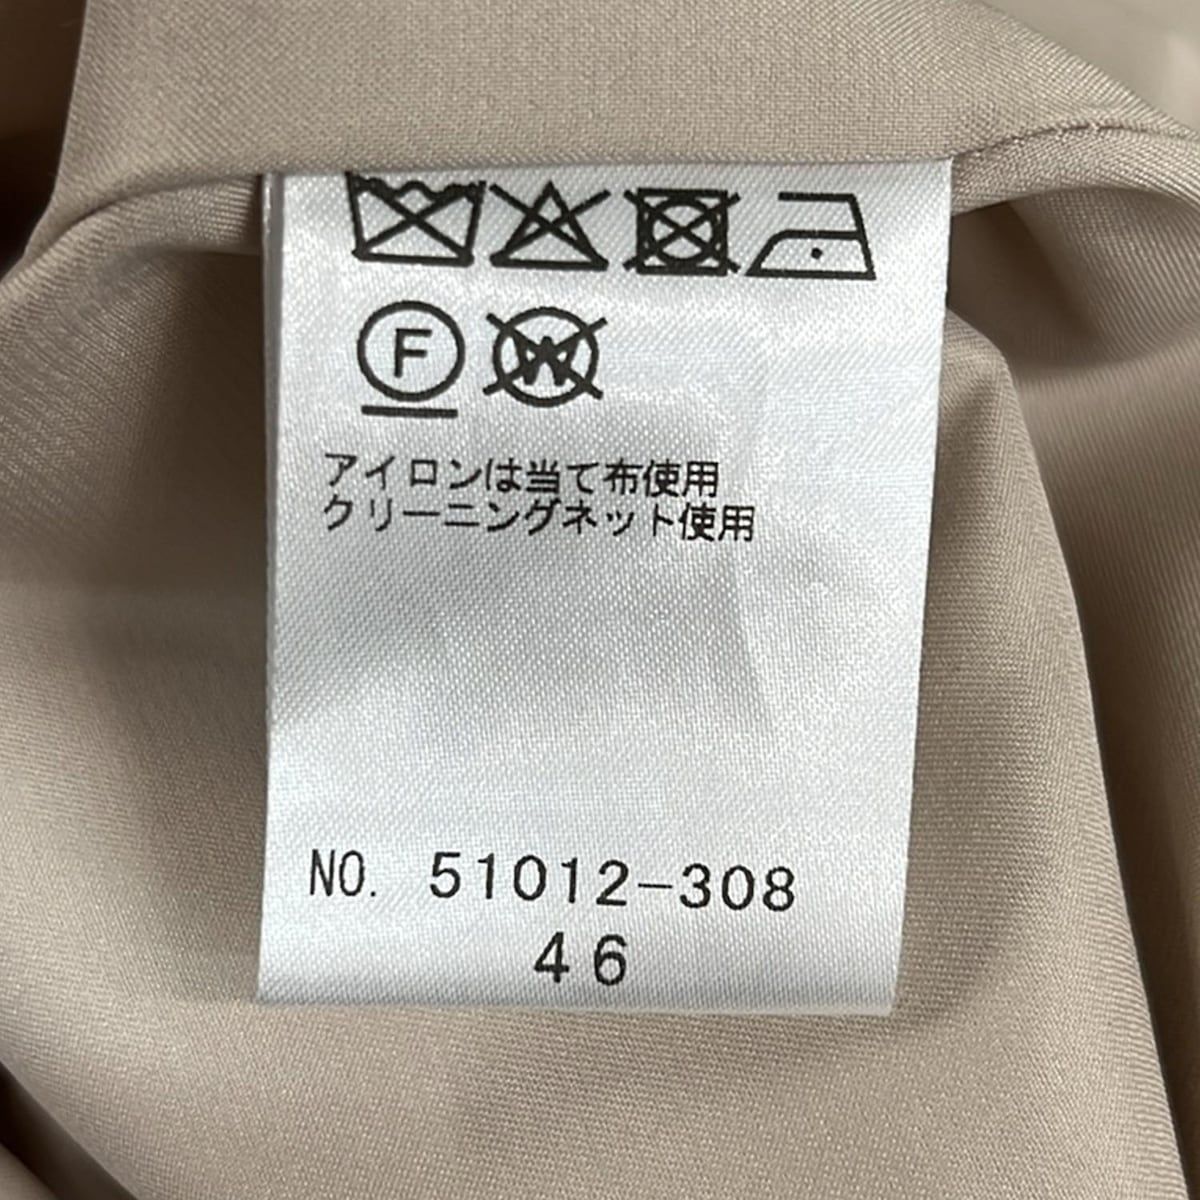 F W
アイロンは当て布使用
クリーニングネット使用
NO. 51012-308
46